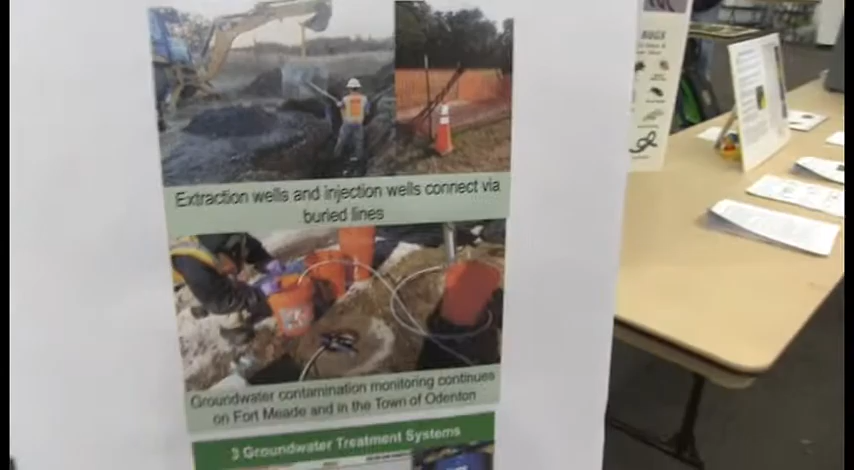 Extraction wells and injection wells connect via
buried lines
Groundwater contamination monitoring continues
on Fort Meade and in the Town of Odenton
3 Groundwater Treatment Systems
BUGS